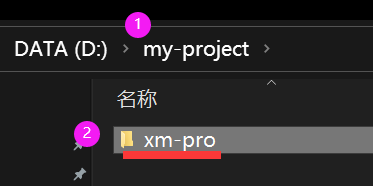 1
DATA (D:) > my-project >
名称
2 xm-pro